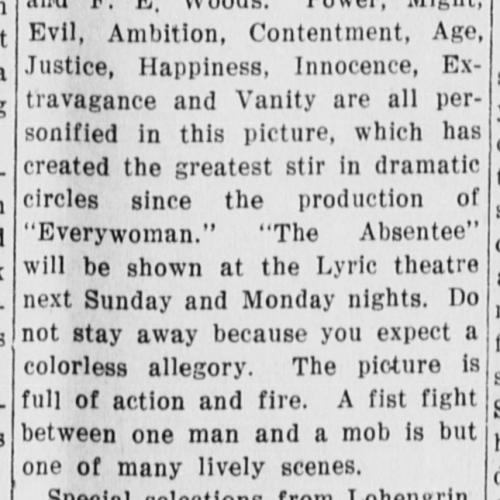 and F. E. Woods. Power, Might,
Evil, Ambition, Contentment, Age,
Justice, Happiness, Innocence, Ex-
travagance and Vanity are all per-
sonified in this picture, which has
created the greatest stir in dramatic
circles since the production of
"Everywoman." "The Absentee"
will be shown at the Lyric theatre
next Sunday and Monday nights. Do
not stay away because you expect a
colorless allegory. The picture is
full of action and fire. A fist fight
between one man and a mob is but
one of many lively scenes.
Special selections from Lohengrin